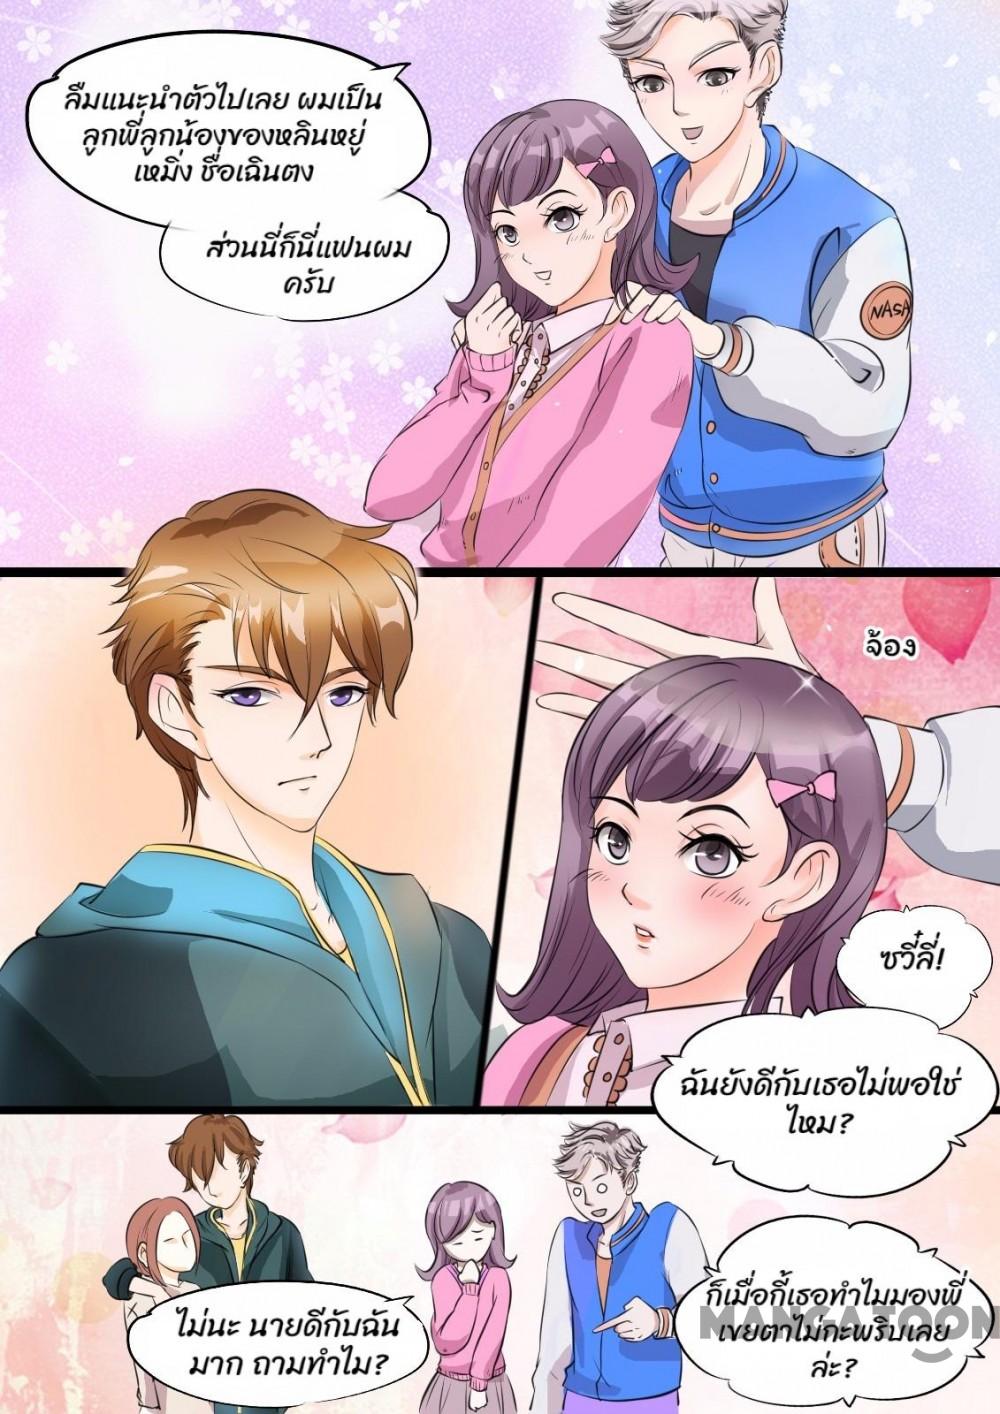 ลืมแนะนำตัวไปเลย ผมเป็น
ลูกพี่ลูกน้องของหลินหยู่
เหมิ่ง ชื่อเฉินตง
ส่วนนี่ก็นี่แฟนผม
ครับ
NASA
จ้อง
ซวี๋ลี่!
ฉันยังดีกับเธอไม่พอใช่
ไหม?
ไม่นะ นายดีกับฉัน
มาก ถามทำไม?
ก็เมื่อกี้เธอทำไมมองพี่
เขยตาไม่กะพริบเลย
ล่ะ?
MANGATOON